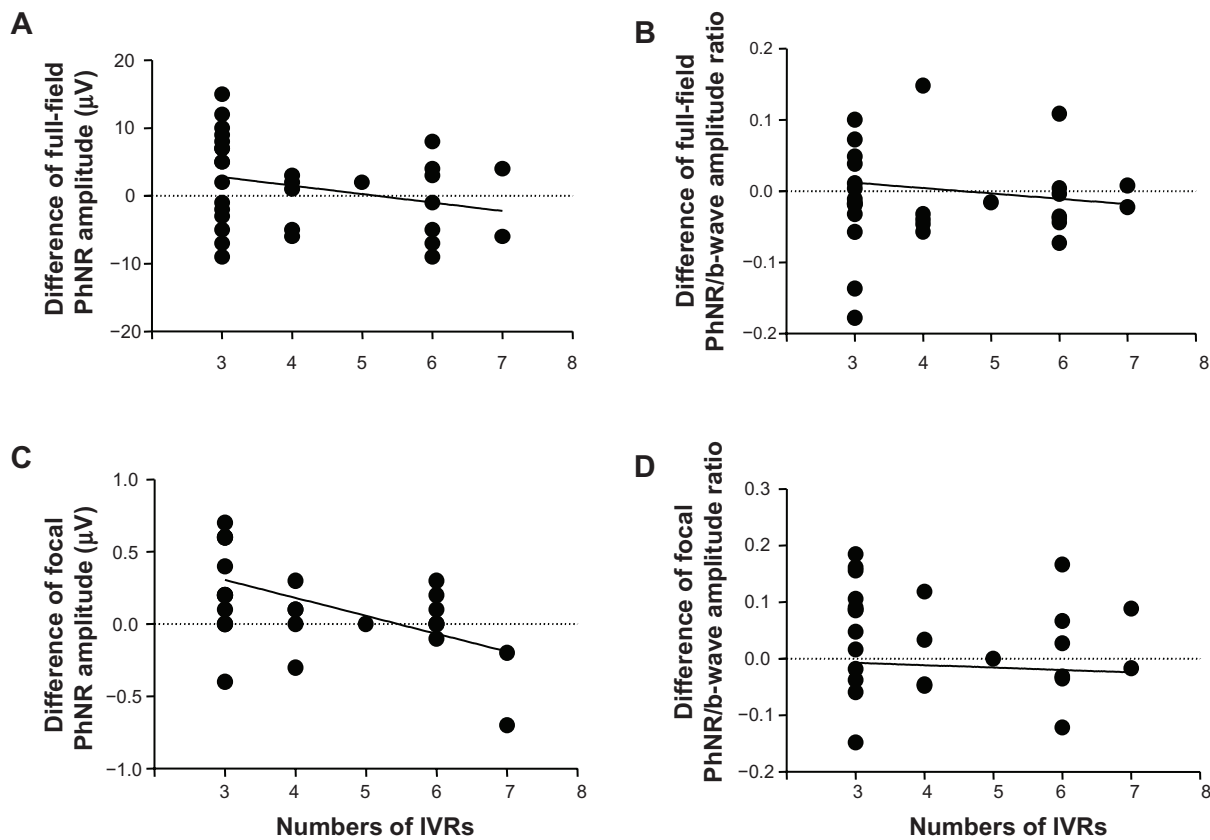 A
Difference of full-field
PhNR amplitude (μV)
20
10
0
−10
−20
3 4 5 6 7 8
B
Difference of full-field
PhNR/b-wave amplitude ratio
0.2
0.1
0.0
−0.1
−0.2
3 4 5 6 7 8
C
Difference of focal
PhNR amplitude (μV)
1.0
0.5
0.0
−0.5
−1.0
3 4 5 6 7 8
Numbers of IVRs
D
Difference of focal
PhNR/b-wave amplitude ratio
0.3
0.2
0.1
0.0
−0.1
−0.2
3 4 5 6 7 8
Numbers of IVRs